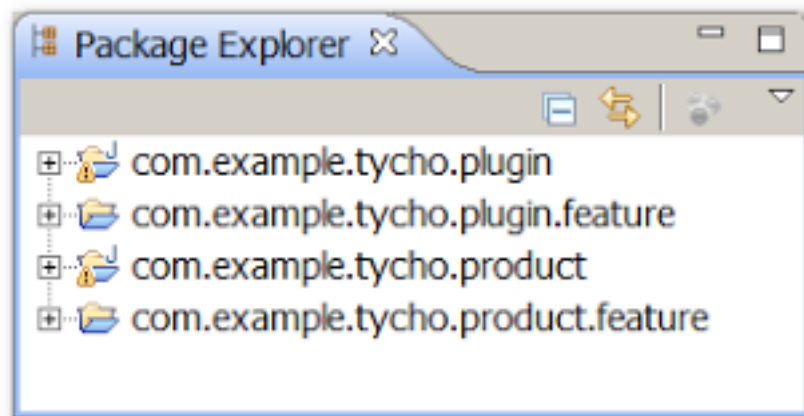 Package Explorer
com.example.tycho.plugin
com.example.tycho.plugin.feature
com.example.tycho.product
com.example.tycho.product.feature